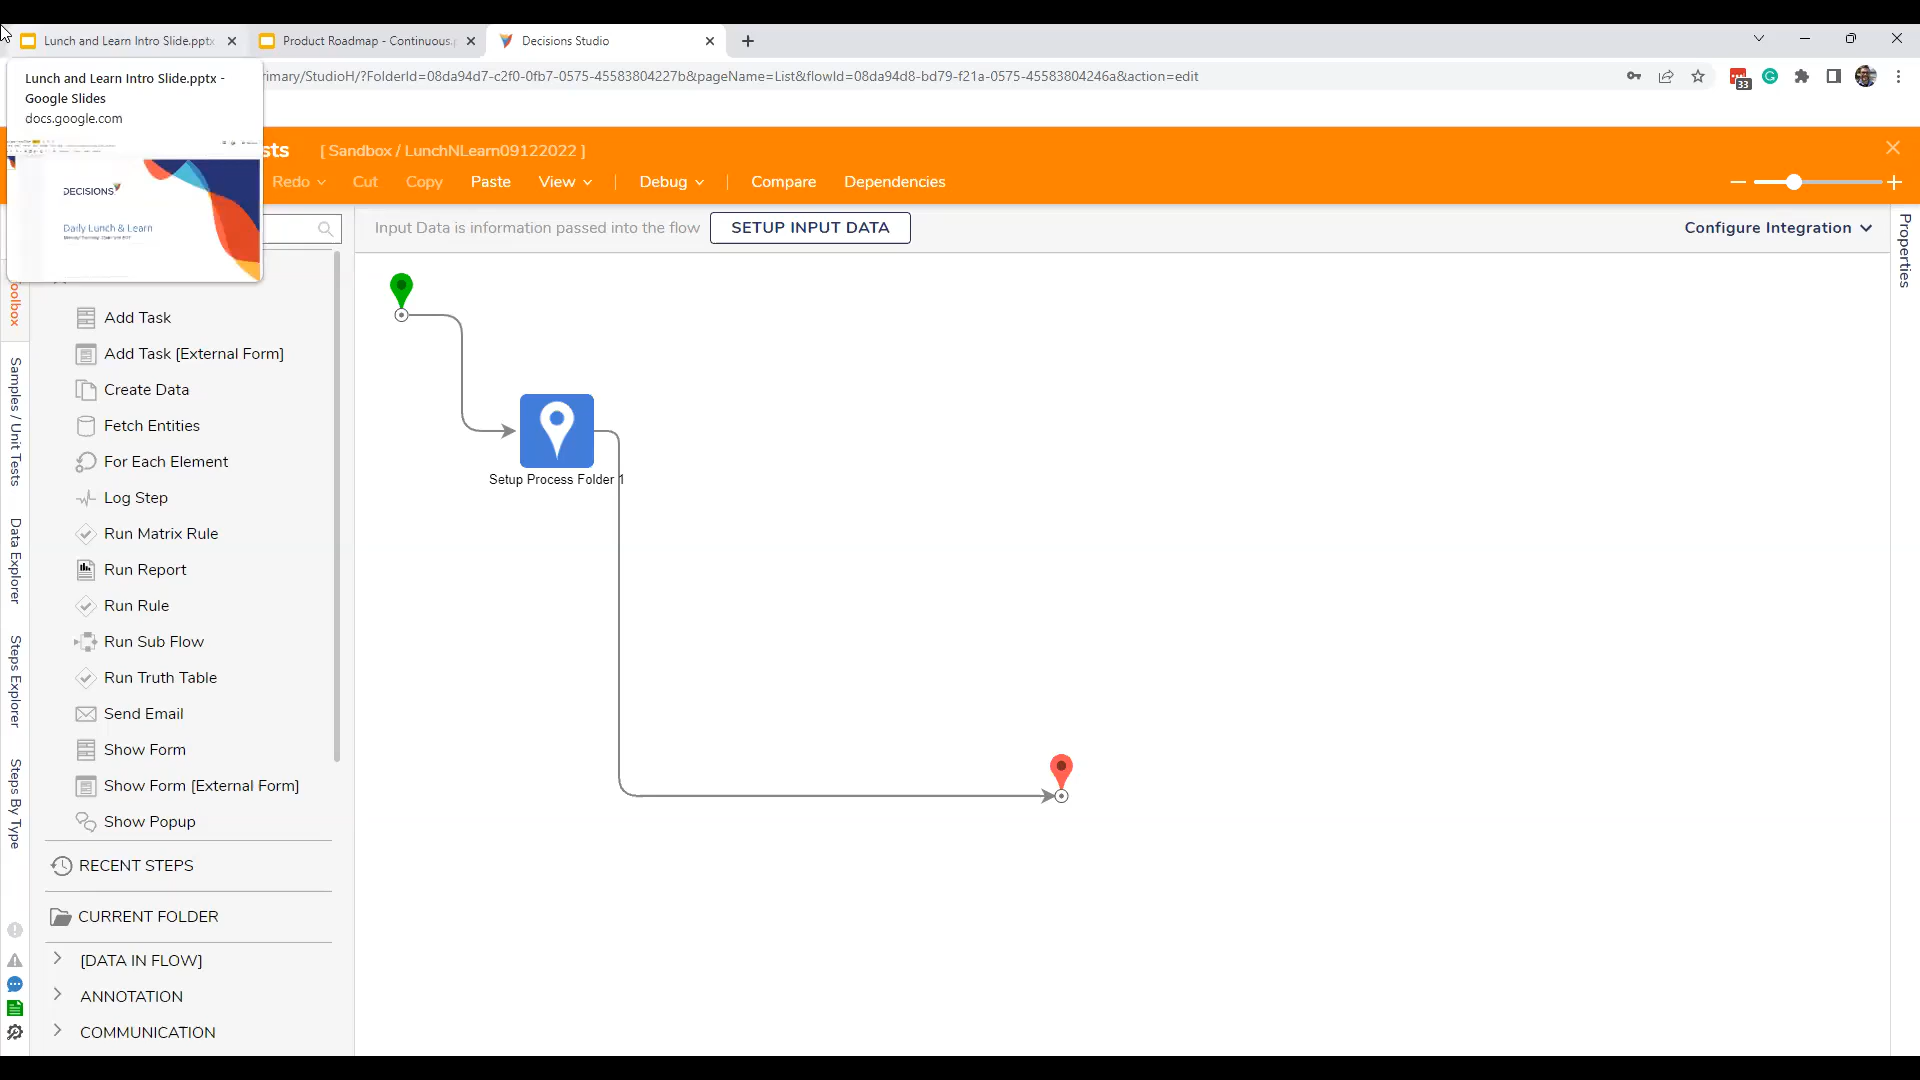 Lunch and Learn Intro Slide.pptx
Product Roadmap - Continuous
Decisions Studio
Lunch and Learn Intro Slide.pptx -
Google Slides
docs.google.com
rimary/StudioH/?FolderId=08da94d7-c2f0-0fb7-0575-45583804227b&pageName=List&flowId=08da94d8-bd79-f21a-0575-45583804246a&action=edit
33
DECISIONS
Daily Lunch & Learn
sts [ Sandbox / LunchNLearn09122022 ]
Redo Cut Copy Paste View Debug Compare Dependencies
Input Data is information passed into the flow
SETUP INPUT DATA
Configure Integration
Properties
oolbox
Samples / Unit Tests
Data Explorer
Steps Explorer
Steps By Type
Add Task
Add Task [External Form]
Create Data
Fetch Entities
For Each Element
Log Step
Run Matrix Rule
Run Report
Run Rule
Run Sub Flow
Run Truth Table
Send Email
Show Form
Show Form [External Form]
Show Popup
RECENT STEPS
CURRENT FOLDER
[DATA IN FLOW]
ANNOTATION
COMMUNICATION
Setup Process Folder 1